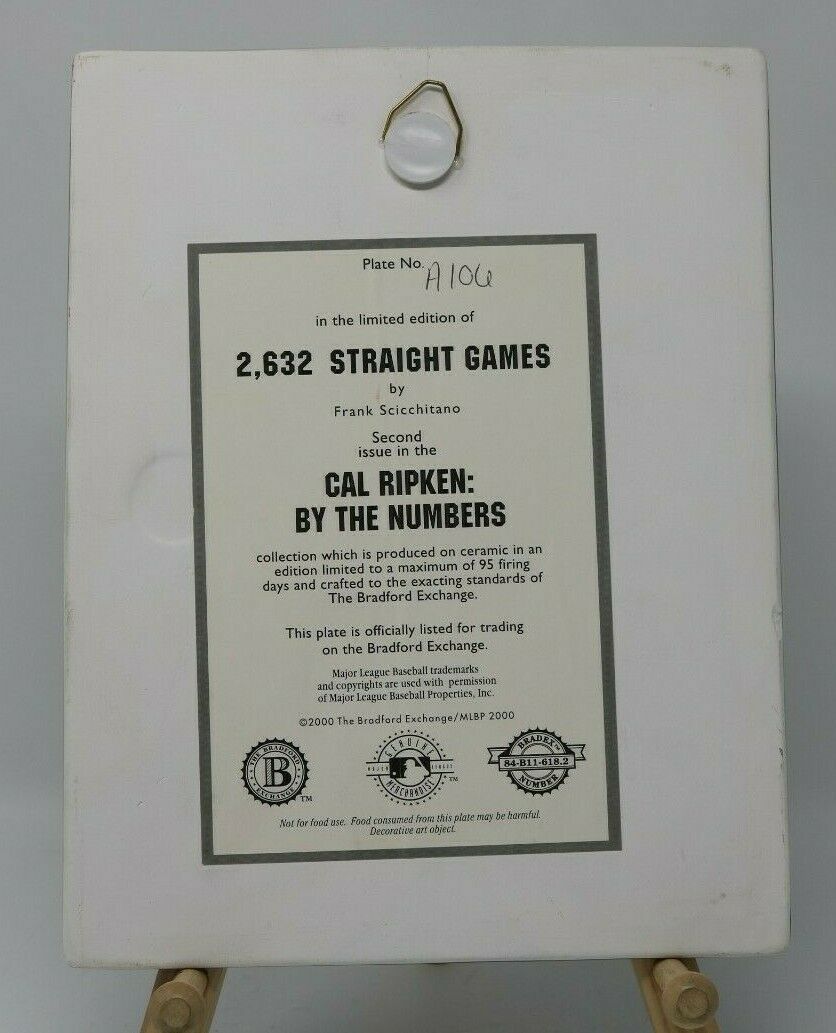 Plate No. A106
in the limited edition of
2,632 STRAIGHT GAMES
by
Frank Scicchitano
Second
issue in the
CAL RIPKEN:
BY THE NUMBERS
collection which is produced on ceramic in an
edition limited to a maximum of 95 firing
days and crafted to the exacting standards of
The Bradford Exchange.
This plate is officially listed for trading
on the Bradford Exchange.
Major League Baseball trademarks
and copyrights are used with permission
of Major League Baseball Properties, Inc.
©2000 The Bradford Exchange/MLBP 2000
THE BRADFORD
B
EXCHANGE
TM
GENUINE
MAJOR LEAGUE
MERCHANDISE
TM
BRADEX™
84-B11-618.2
NUMBER
Not for food use. Food consumed from this plate may be harmful.
Decorative art object.